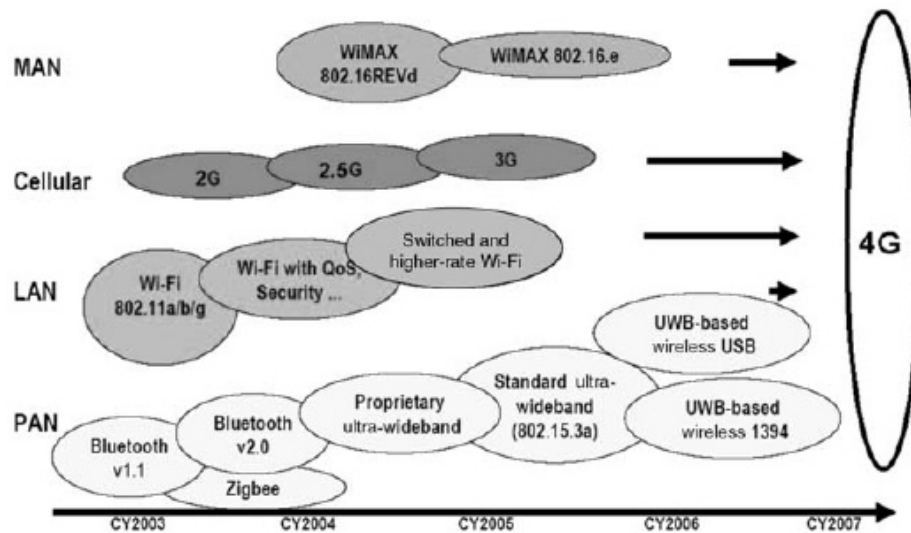 MAN
WiMAX
802.16REVd
WiMAX 802.16.e
Cellular
2G
2.5G
3G
4G
LAN
Wi-Fi
802.11a/b/g
Wi-Fi with QoS,
Security ...
Switched and
higher-rate Wi-Fi
UWB-based
wireless USB
PAN
Bluetooth
v1.1
Bluetooth
v2.0
Zigbee
Proprietary
ultra-wideband
Standard ultra-
wideband
(802.15.3a)
UWB-based
wireless 1394
CY2003
CY2004
CY2005
CY2006
CY2007